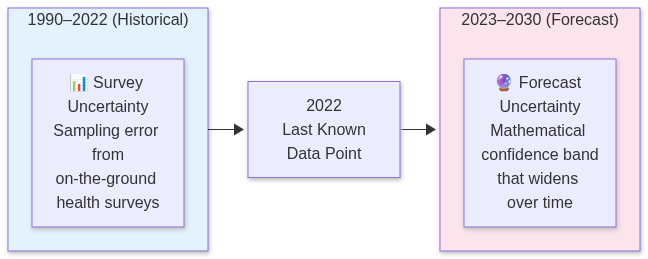 1990–2022 (Historical)
📊 Survey
Uncertainty
Sampling error
from
on-the-ground
health surveys
2022
Last Known
Data Point
2023–2030 (Forecast)
🔮 Forecast
Uncertainty
Mathematical
confidence band
that widens
over time